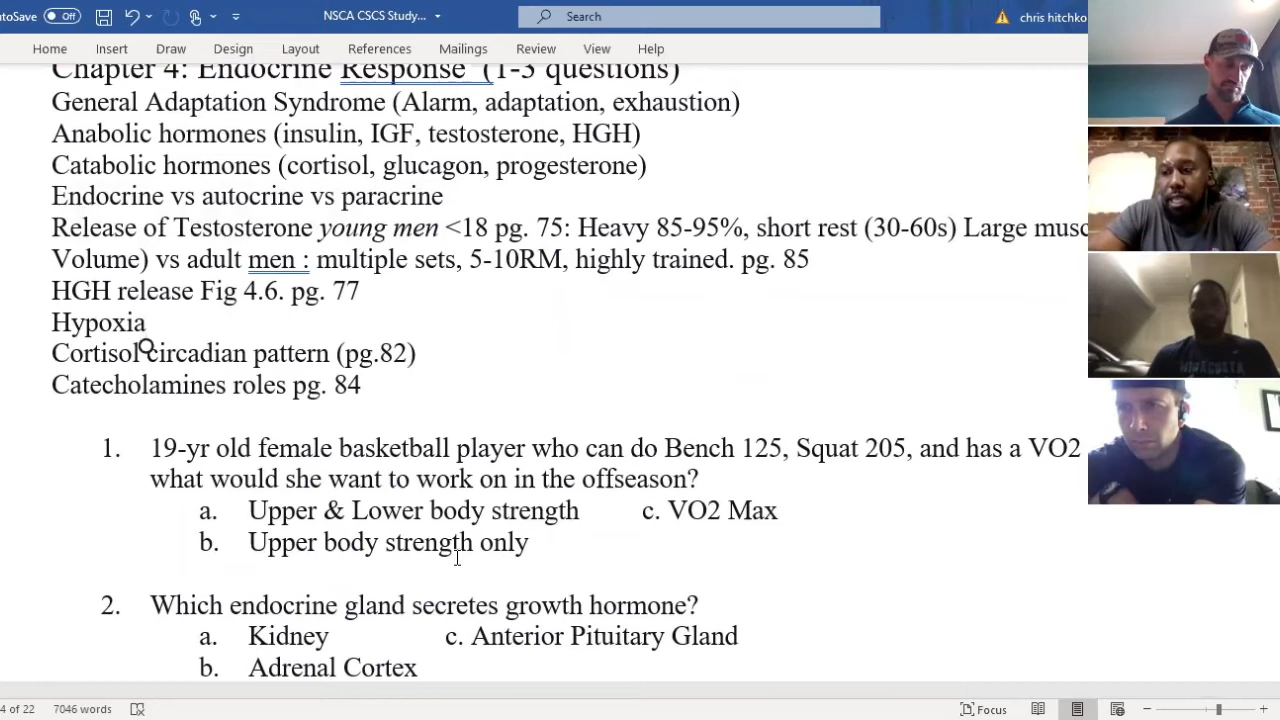 AutoSave Off NSCA CSCS Study... Search chris hitchko
Home Insert Draw Design Layout References Mailings Review View Help
Chapter 4: Endocrine Response (1-3 questions)
General Adaptation Syndrome (Alarm, adaptation, exhaustion)
Anabolic hormones (insulin, IGF, testosterone, HGH)
Catabolic hormones (cortisol, glucagon, progesterone)
Endocrine vs autocrine vs paracrine
Release of Testosterone young men <18 pg. 75: Heavy 85-95%, short rest (30-60s) Large musc
Volume) vs adult men : multiple sets, 5-10RM, highly trained. pg. 85
HGH release Fig 4.6. pg. 77
Hypoxia
Cortisol circadian pattern (pg.82)
Catecholamines roles pg. 84
1. 19-yr old female basketball player who can do Bench 125, Squat 205, and has a VO2
what would she want to work on in the offseason?
a. Upper & Lower body strength c. VO2 Max
b. Upper body strength only
2. Which endocrine gland secretes growth hormone?
a. Kidney c. Anterior Pituitary Gland
b. Adrenal Cortex
4 of 22 7046 words Focus